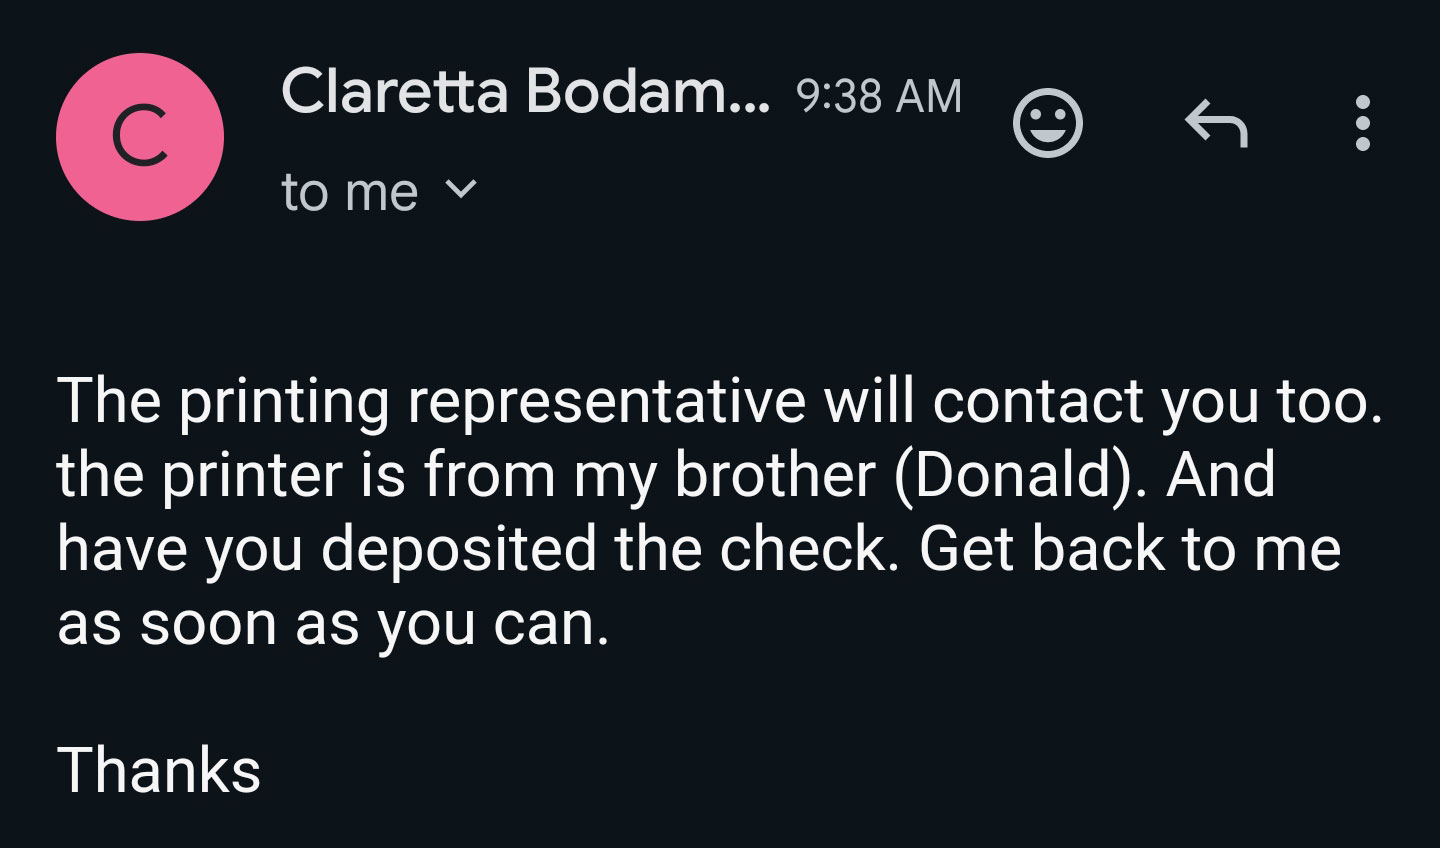 C
Claretta Bodam... 9:38 AM
to me
The printing representative will contact you too.
the printer is from my brother (Donald). And
have you deposited the check. Get back to me
as soon as you can.
Thanks